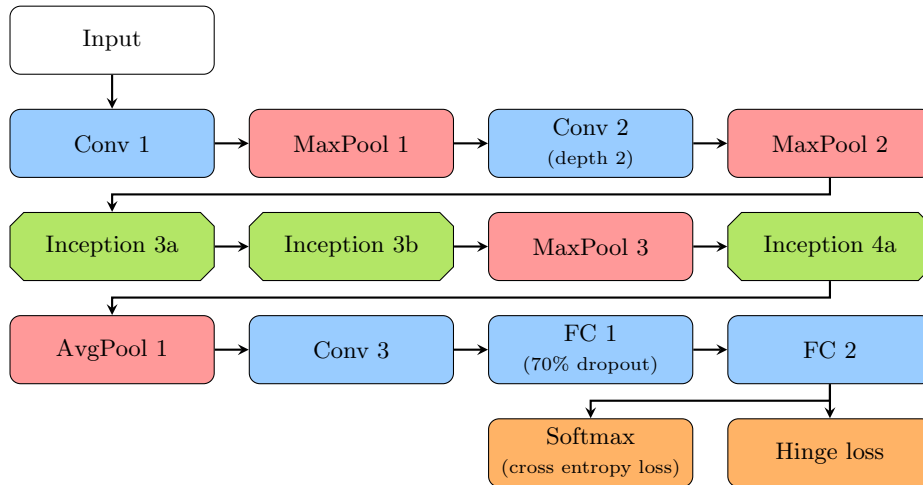 Input
Conv 1
MaxPool 1
Conv 2
(depth 2)
MaxPool 2
Inception 3a
Inception 3b
MaxPool 3
Inception 4a
AvgPool 1
Conv 3
FC 1
(70% dropout)
FC 2
Softmax
(cross entropy loss)
Hinge loss